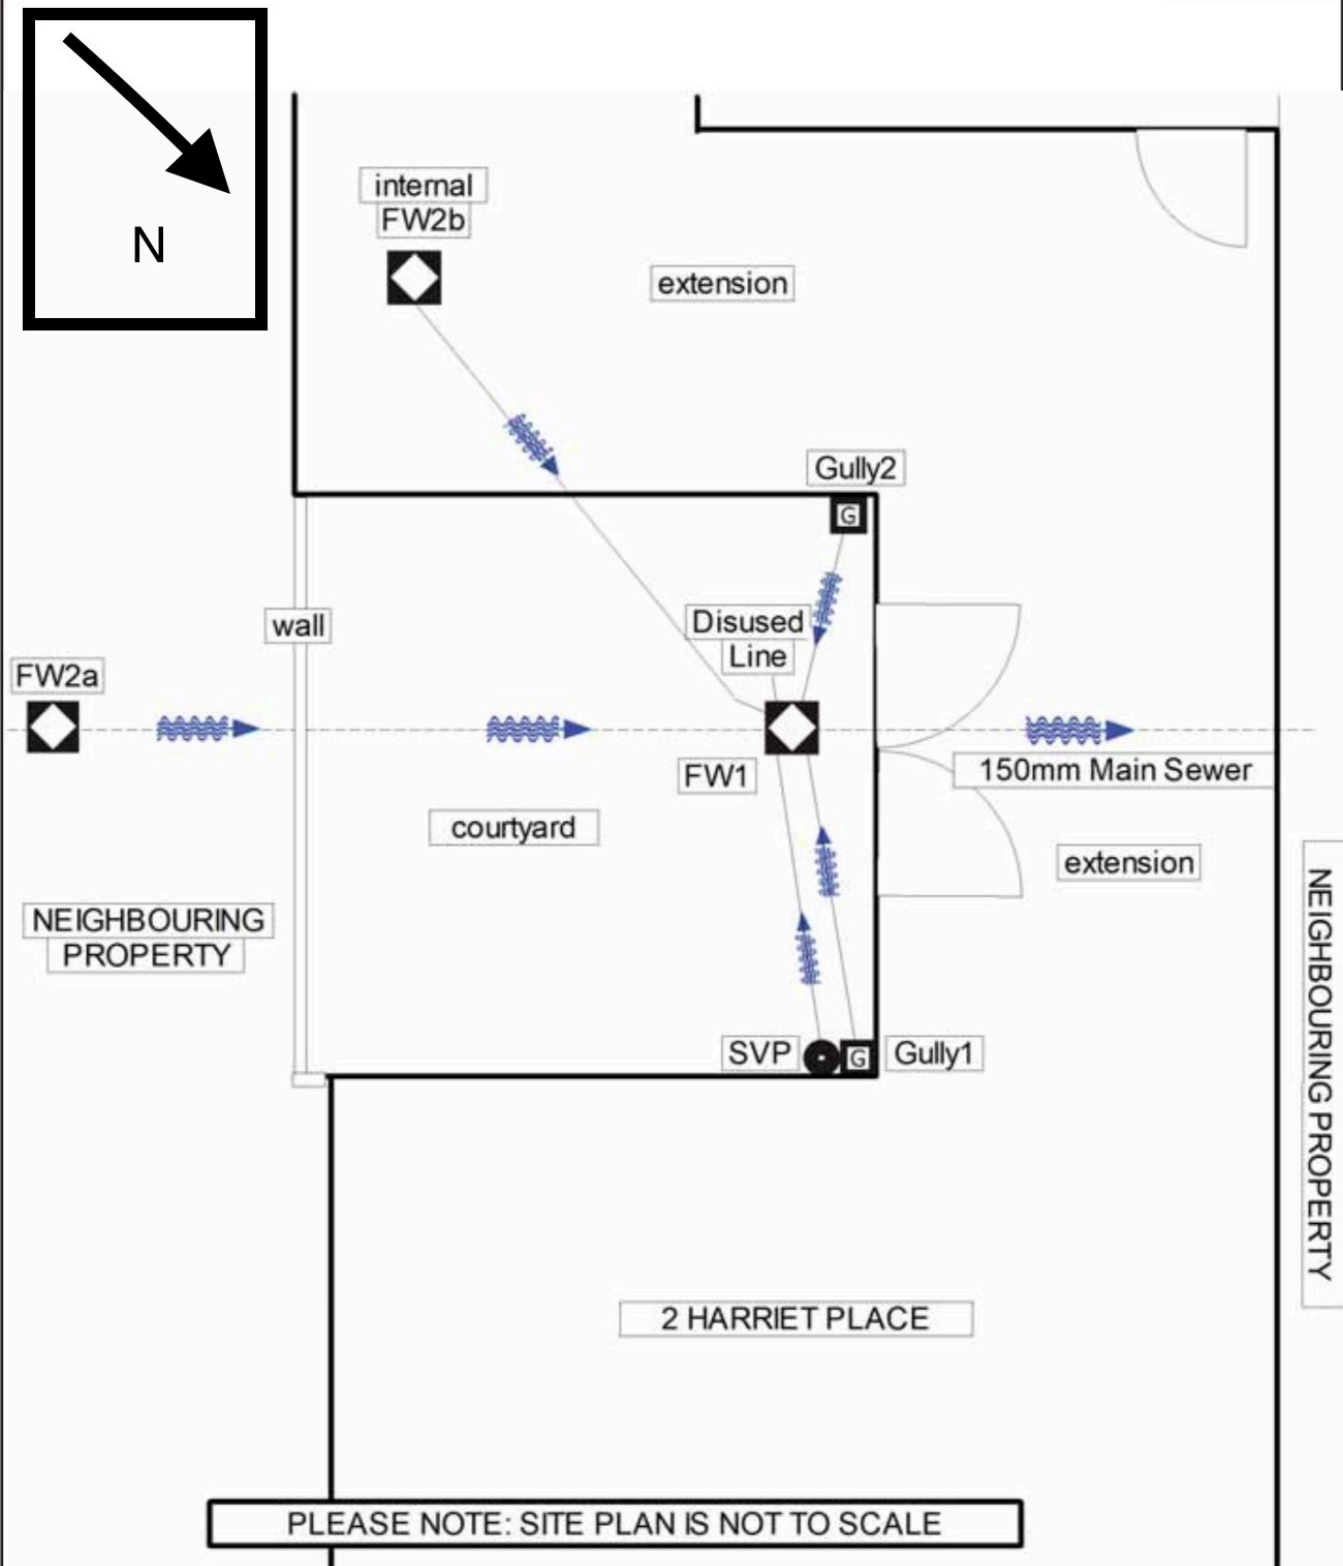 N
internal
FW2b
extension
Gully2
G
Disused
Line
wall
FW2a
FW1
150mm Main Sewer
courtyard
extension
NEIGHBOURING
PROPERTY
NEIGHBOURING PROPERTY
SVP
G
Gully1
2 HARRIET PLACE
PLEASE NOTE: SITE PLAN IS NOT TO SCALE